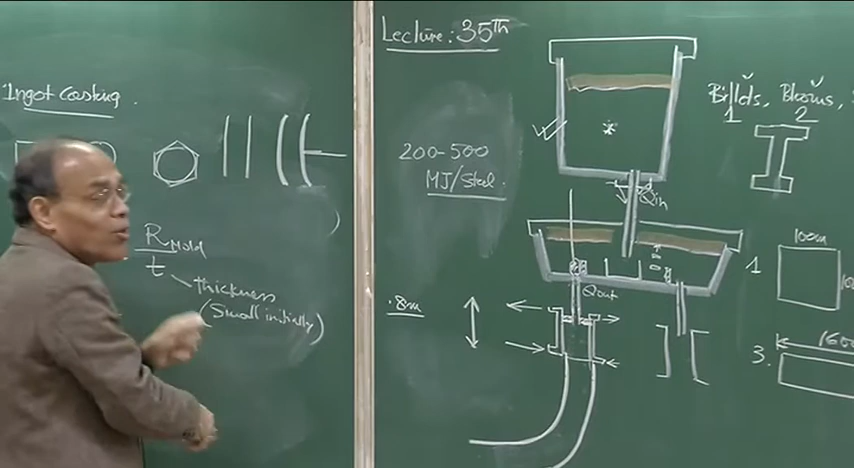 Ingot Casting.
R Mold
t
thickness
(Small initially)
Lecture: 35th
200-500
MJ/Steel.
.8m
Qin
Qout
Billets, Blooms,
1 2
1
100m
3.